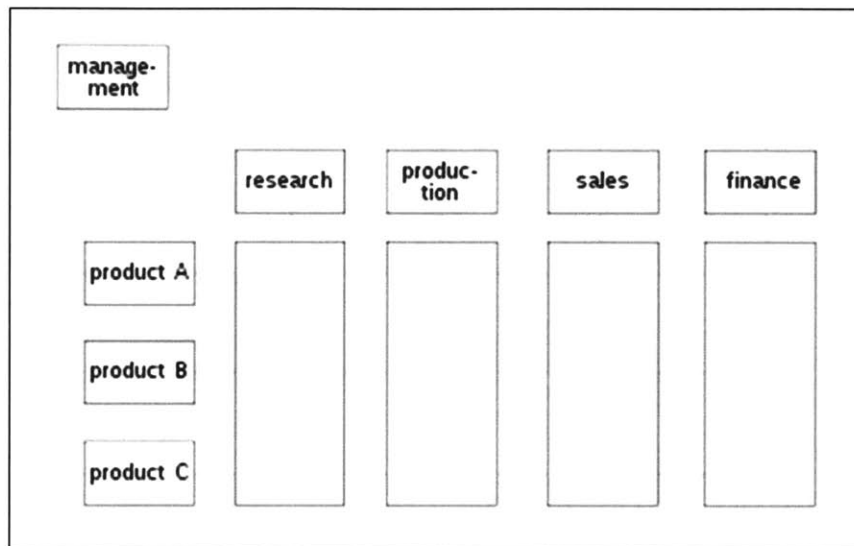 manage-
ment
research
produc-
tion
sales
finance
product A
product B
product C